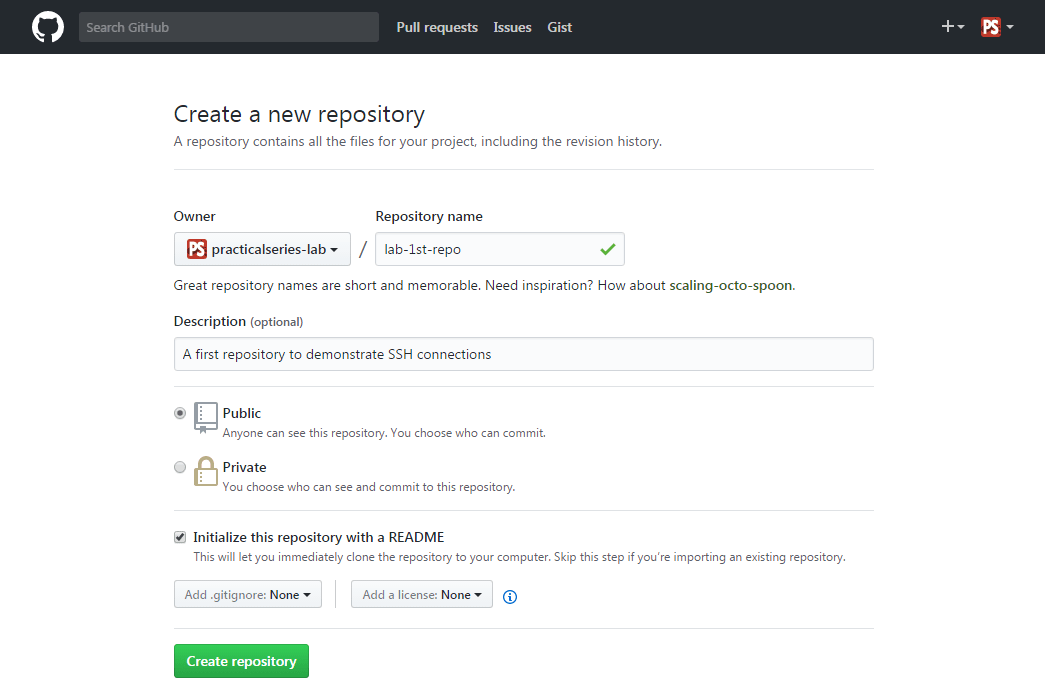 Search GitHub Pull requests Issues Gist PS
Create a new repository
A repository contains all the files for your project, including the revision history.
Owner Repository name
PS practicalseries-lab / lab-1st-repo
Great repository names are short and memorable. Need inspiration? How about scaling-octo-spoon.
Description (optional)
A first repository to demonstrate SSH connections
Public
Anyone can see this repository. You choose who can commit.
Private
You choose who can see and commit to this repository.
Initialize this repository with a README
This will let you immediately clone the repository to your computer. Skip this step if you’re importing an existing repository.
Add .gitignore: None Add a license: None
Create repository